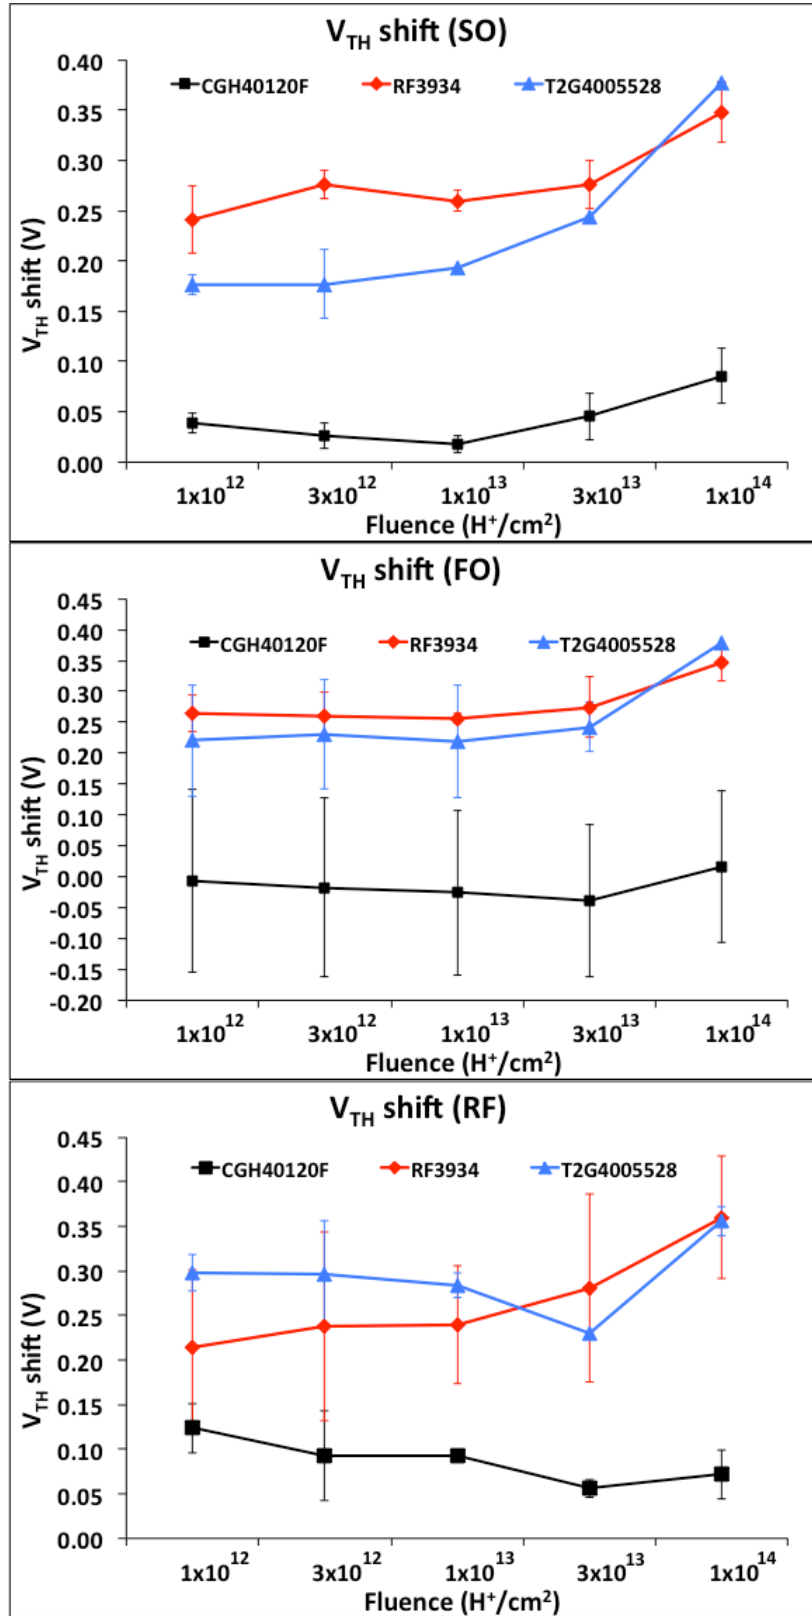 V_TH shift (SO)
CGH40120F RF3934 T2G4005528
V_TH shift (V)
0.40
0.35
0.30
0.25
0.20
0.15
0.10
0.05
0.00
1x10^12 3x10^12 1x10^13 3x10^13 1x10^14
Fluence (H⁺/cm²)
V_TH shift (FO)
CGH40120F RF3934 T2G4005528
V_TH shift (V)
0.45
0.40
0.35
0.30
0.25
0.20
0.15
0.10
0.05
0.00
-0.05
-0.10
-0.15
-0.20
1x10^12 3x10^12 1x10^13 3x10^13 1x10^14
Fluence (H⁺/cm²)
V_TH shift (RF)
CGH40120F RF3934 T2G4005528
V_TH shift (V)
0.45
0.40
0.35
0.30
0.25
0.20
0.15
0.10
0.05
0.00
1x10^12 3x10^12 1x10^13 3x10^13 1x10^14
Fluence (H⁺/cm²)